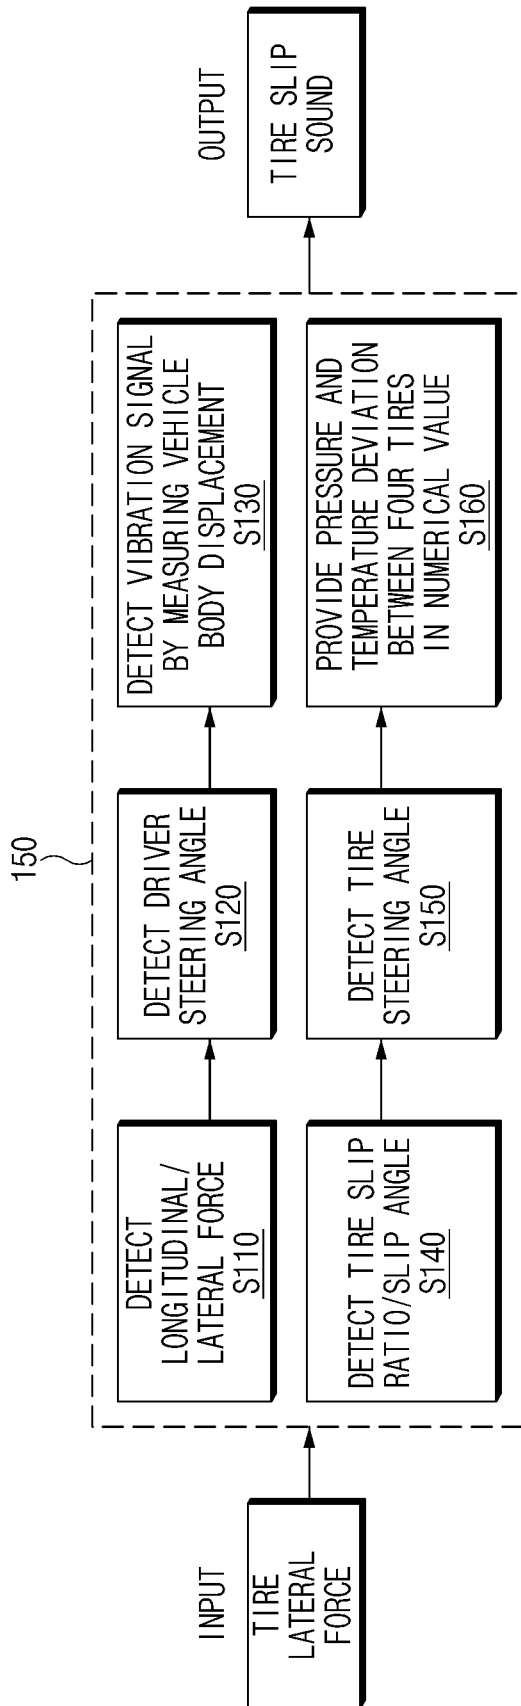 150
INPUT
TIRE
LATERAL
FORCE
DETECT
LONGITUDINAL/
LATERAL FORCE
S110
DETECT DRIVER
STEERING ANGLE
S120
DETECT VIBRATION SIGNAL
BY MEASURING VEHICLE
BODY DISPLACEMENT
S130
DETECT TIRE SLIP
RATIO/SLIP ANGLE
S140
DETECT TIRE
STEERING ANGLE
S150
PROVIDE PRESSURE AND
TEMPERATURE DEVIATION
BETWEEN FOUR TIRES
IN NUMERICAL VALUE
S160
OUTPUT
TIRE SLIP
SOUND